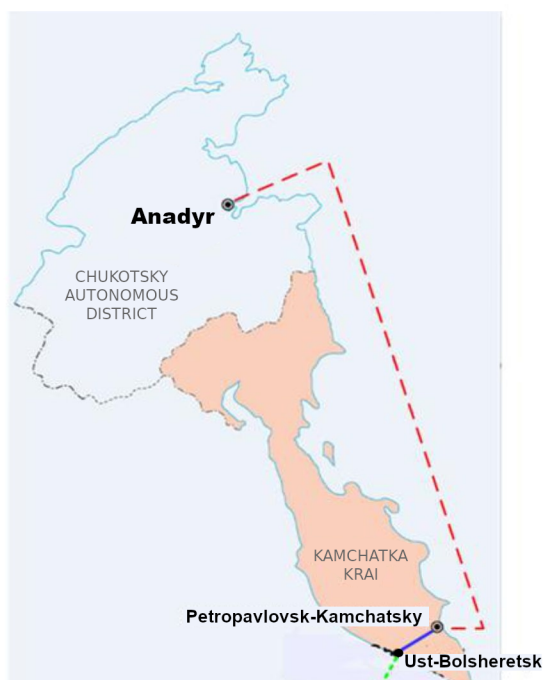 Anadyr
CHUKOTSKY
AUTONOMOUS
DISTRICT
KAMCHATKA
KRAI
Petropavlovsk-Kamchatsky
Ust-Bolsheretsk